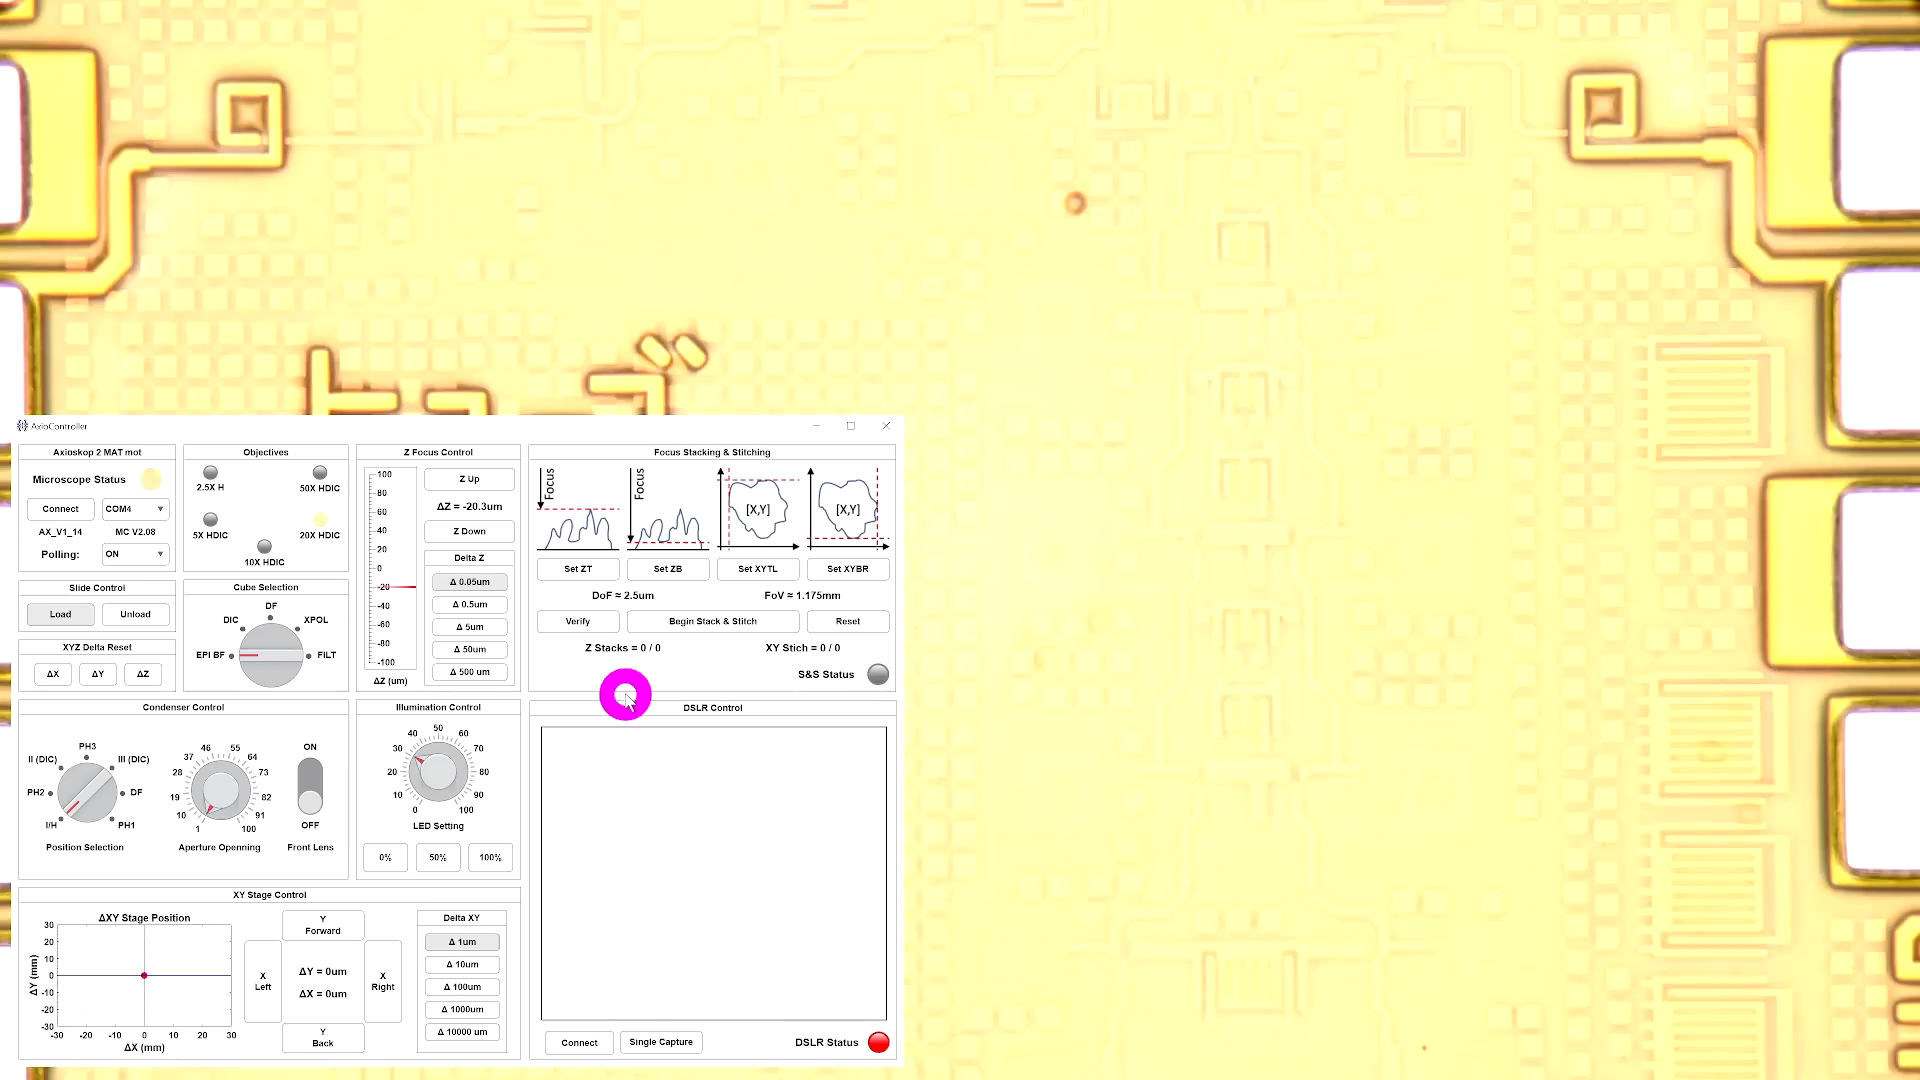 AxioController
Axioskop 2 MAT mot
Microscope Status
Connect
COM4
AX_V1_14
MC V2.08
Polling:
ON
Slide Control
Load
Unload
XYZ Delta Reset
ΔX
ΔY
ΔZ
Objectives
2.5X H
50X HDIC
5X HDIC
20X HDIC
10X HDIC
Cube Selection
DF
DIC
XPOL
EPI BF
FILT
Z Focus Control
100
80
60
40
20
0
-20
-40
-60
-80
-100
ΔZ (um)
Z Up
ΔZ = -20.3um
Z Down
Delta Z
Δ 0.05um
Δ 0.5um
Δ 5um
Δ 50um
Δ 500 um
Focus Stacking & Stitching
Focus
Focus
[X,Y]
[X,Y]
Set ZT
Set ZB
Set XYTL
Set XYBR
DoF ≈ 2.5um
FoV ≈ 1.175mm
Verify
Begin Stack & Stitch
Reset
Z Stacks = 0 / 0
XY Stich = 0 / 0
S&S Status
Condenser Control
PH3
II (DIC)
III (DIC)
PH2
DF
I/H
PH1
Position Selection
46
55
37
64
28
73
19
82
10
91
1
100
Aperture Openning
ON
OFF
Front Lens
Illumination Control
50
40
60
30
70
20
80
10
90
0
100
LED Setting
0%
50%
100%
XY Stage Control
ΔXY Stage Position
30
20
10
0
-10
-20
-30
ΔY (mm)
-30
-20
-10
0
10
20
30
ΔX (mm)
Y
Forward
X
Left
ΔY = 0um
ΔX = 0um
X
Right
Y
Back
Delta XY
Δ 1um
Δ 10um
Δ 100um
Δ 1000um
Δ 10000 um
DSLR Control
Connect
Single Capture
DSLR Status